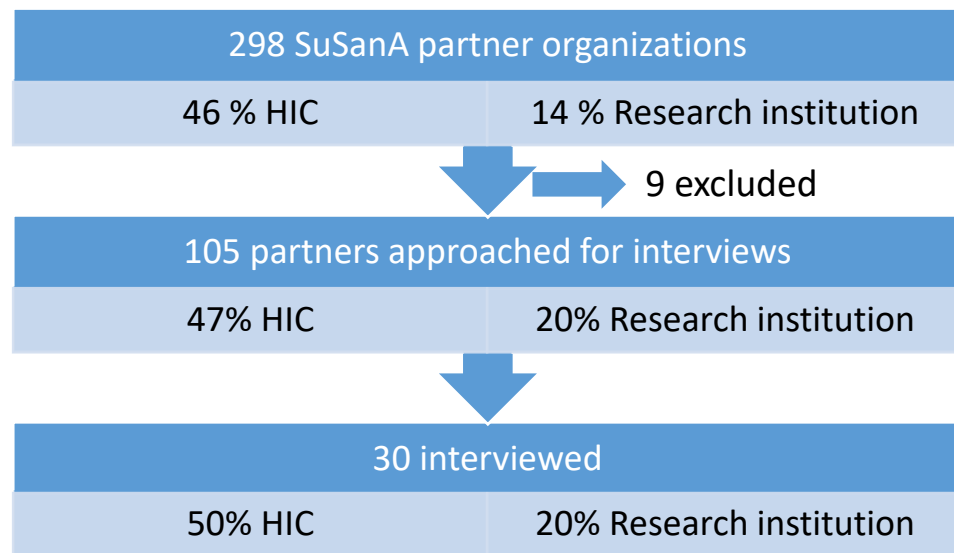 298 SuSanA partner organizations
46 % HIC
14 % Research institution
9 excluded
105 partners approached for interviews
47% HIC
20% Research institution
30 interviewed
50% HIC
20% Research institution